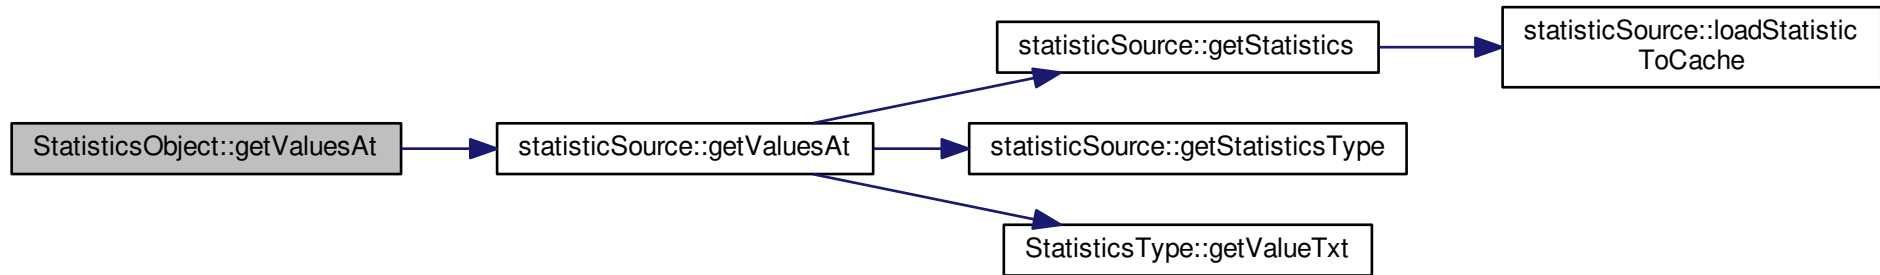 StatisticsObject::getValuesAt
statisticSource::getValuesAt
statisticSource::getStatistics
statisticSource::loadStatistic
ToCache
statisticSource::getStatisticsType
StatisticsType::getValueTxt